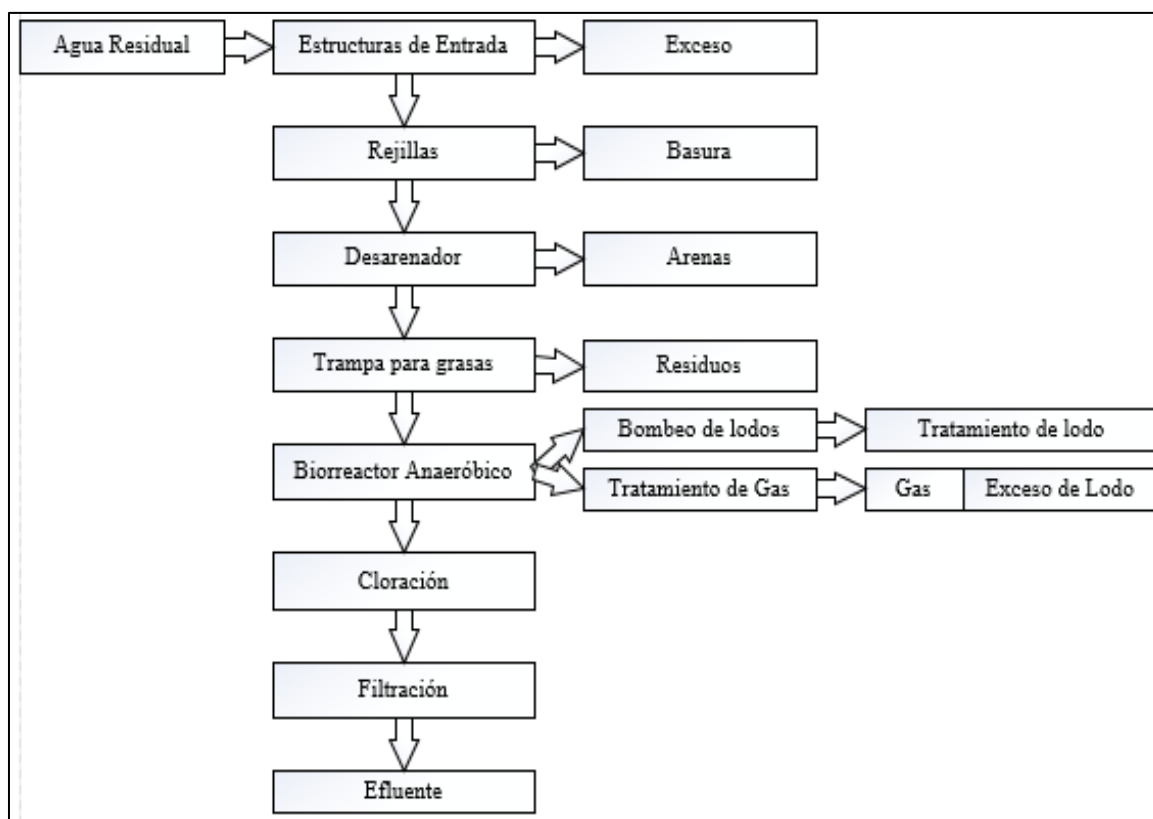 Agua Residual
Estructuras de Entrada
Exceso
Rejillas
Basura
Desarenador
Arenas
Trampa para grasas
Residuos
Bombeo de lodos
Tratamiento de lodo
Biorreactor Anaeróbico
Tratamiento de Gas
Gas
Exceso de Lodo
Cloración
Filtración
Efluente